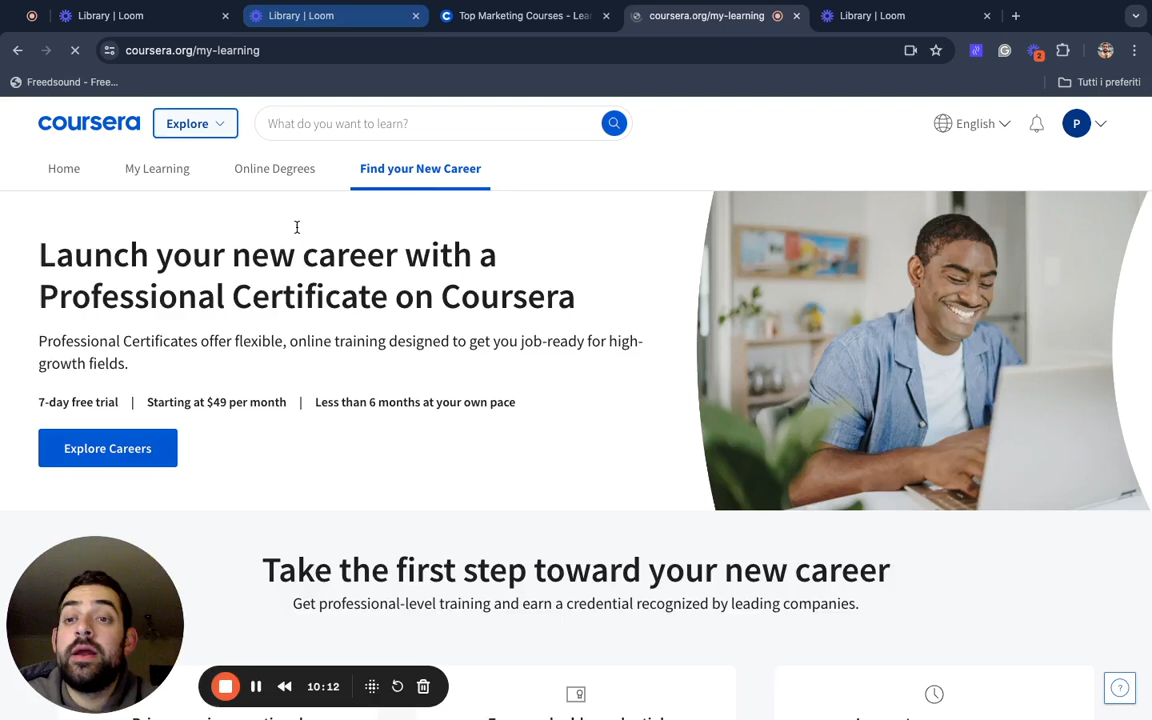 Library | Loom
Library | Loom
Top Marketing Courses - Lea
coursera.org/my-learning
Library | Loom
coursera.org/my-learning
2
Freedsound - Free...
Tutti i preferiti
coursera
Explore
What do you want to learn?
English
P
Home
My Learning
Online Degrees
Find your New Career
Launch your new career with a
Professional Certificate on Coursera
Professional Certificates offer flexible, online training designed to get you job-ready for high-
growth fields.
7-day free trial | Starting at $49 per month | Less than 6 months at your own pace
Explore Careers
Take the first step toward your new career
Get professional-level training and earn a credential recognized by leading companies.
10:12
?